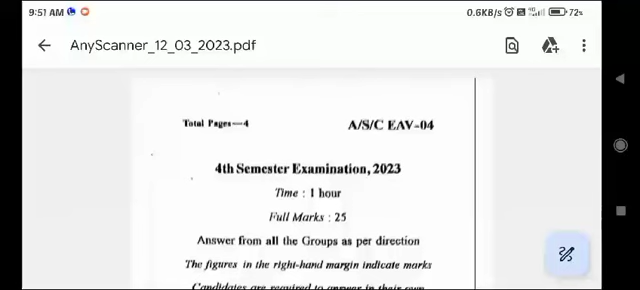 9:51 AM
0.6KB/s 4G 72%
AnyScanner_12_03_2023.pdf
Total Pages—4
A/S/C EAV-04
4th Semester Examination, 2023
Time : 1 hour
Full Marks : 25
Answer from all the Groups as per direction
The figures in the right-hand margin indicate marks
Candidates are required to answer in their own